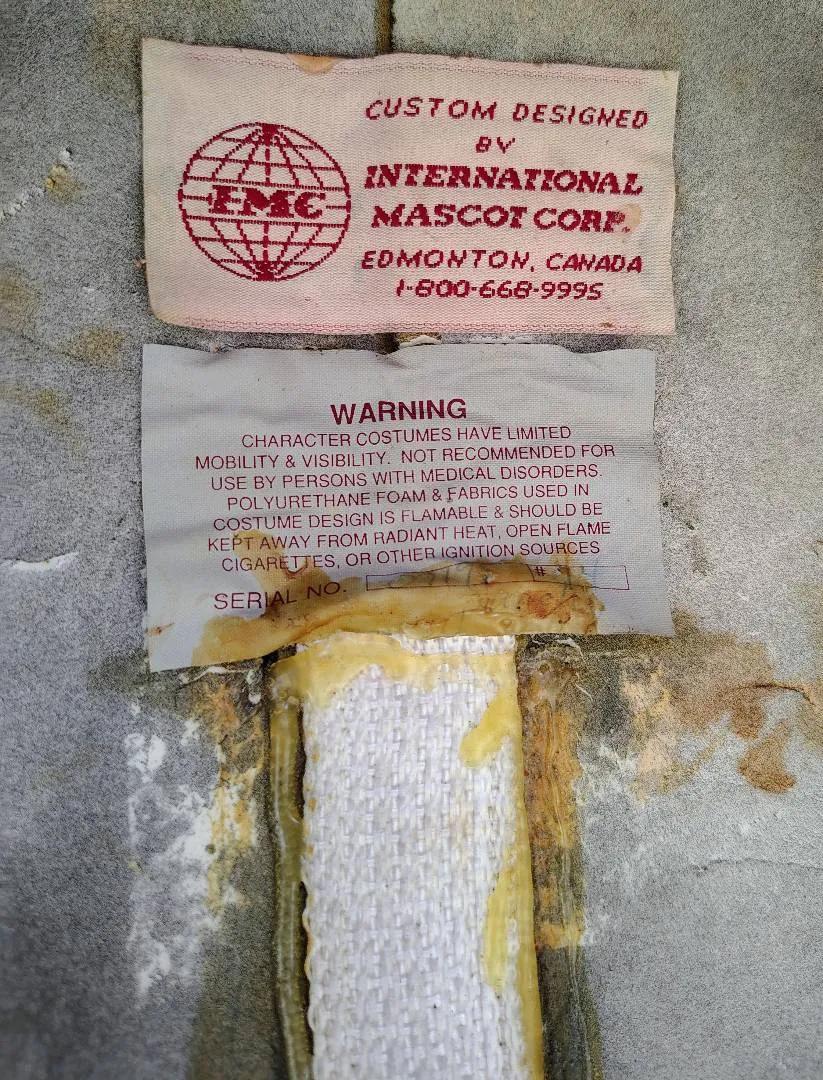 CUSTOM DESIGNED
BY
IMC
INTERNATIONAL
MASCOT CORP.
EDMONTON, CANADA
1-800-668-9995
WARNING
CHARACTER COSTUMES HAVE LIMITED
MOBILITY & VISIBILITY. NOT RECOMMENDED FOR
USE BY PERSONS WITH MEDICAL DISORDERS.
POLYURETHANE FOAM & FABRICS USED IN
COSTUME DESIGN IS FLAMABLE & SHOULD BE
KEPT AWAY FROM RADIANT HEAT, OPEN FLAME
CIGARETTES, OR OTHER IGNITION SOURCES
SERIAL NO. #